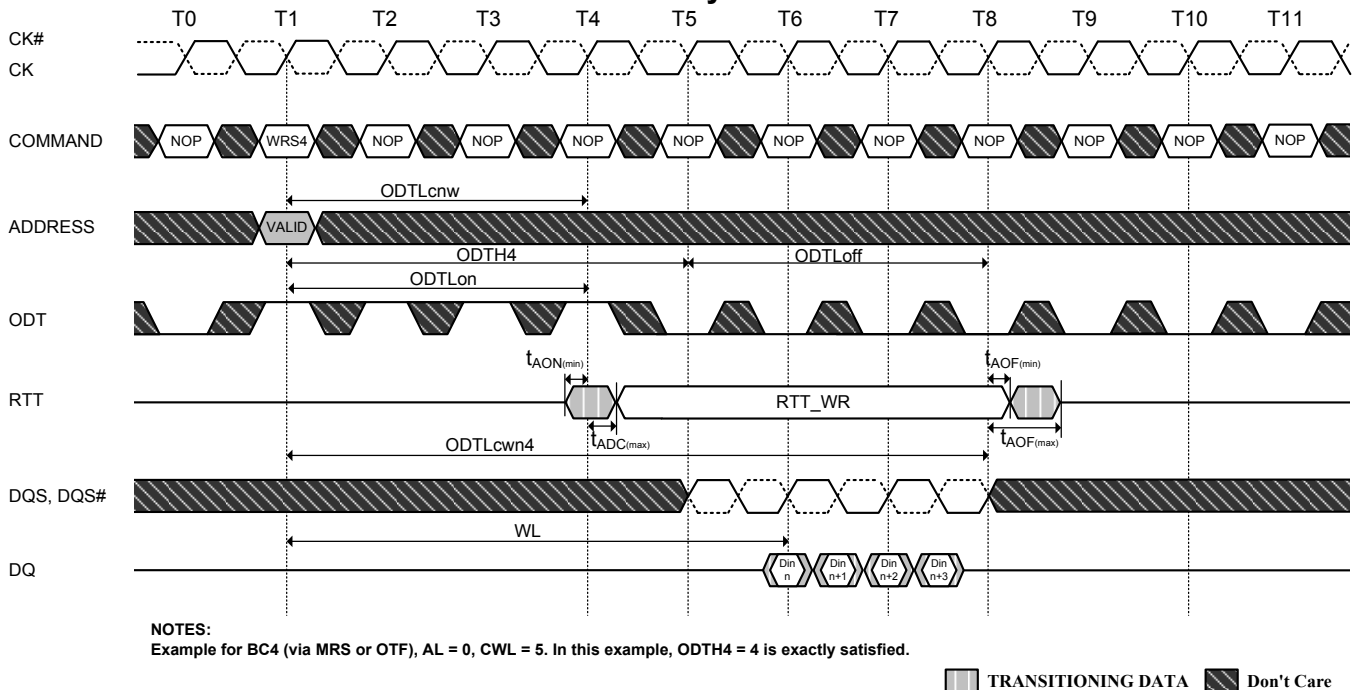 T0 T1 T2 T3 T4 T5 T6 T7 T8 T9 T10 T11
CK#
CK
COMMAND NOP WRS4 NOP NOP NOP NOP NOP NOP NOP NOP NOP NOP
ODTLcnw
ADDRESS VALID
ODTH4 ODTLoff
ODTLon
ODT
tAON(min) tAOF(min)
RTT RTT_WR
tADC(max) tAOF(max)
ODTLcwn4
DQS, DQS#
WL
DQ Din n Din n+1 Din n+2 Din n+3
NOTES:
Example for BC4 (via MRS or OTF), AL = 0, CWL = 5. In this example, ODTH4 = 4 is exactly satisfied.
TRANSITIONING DATA Don't Care